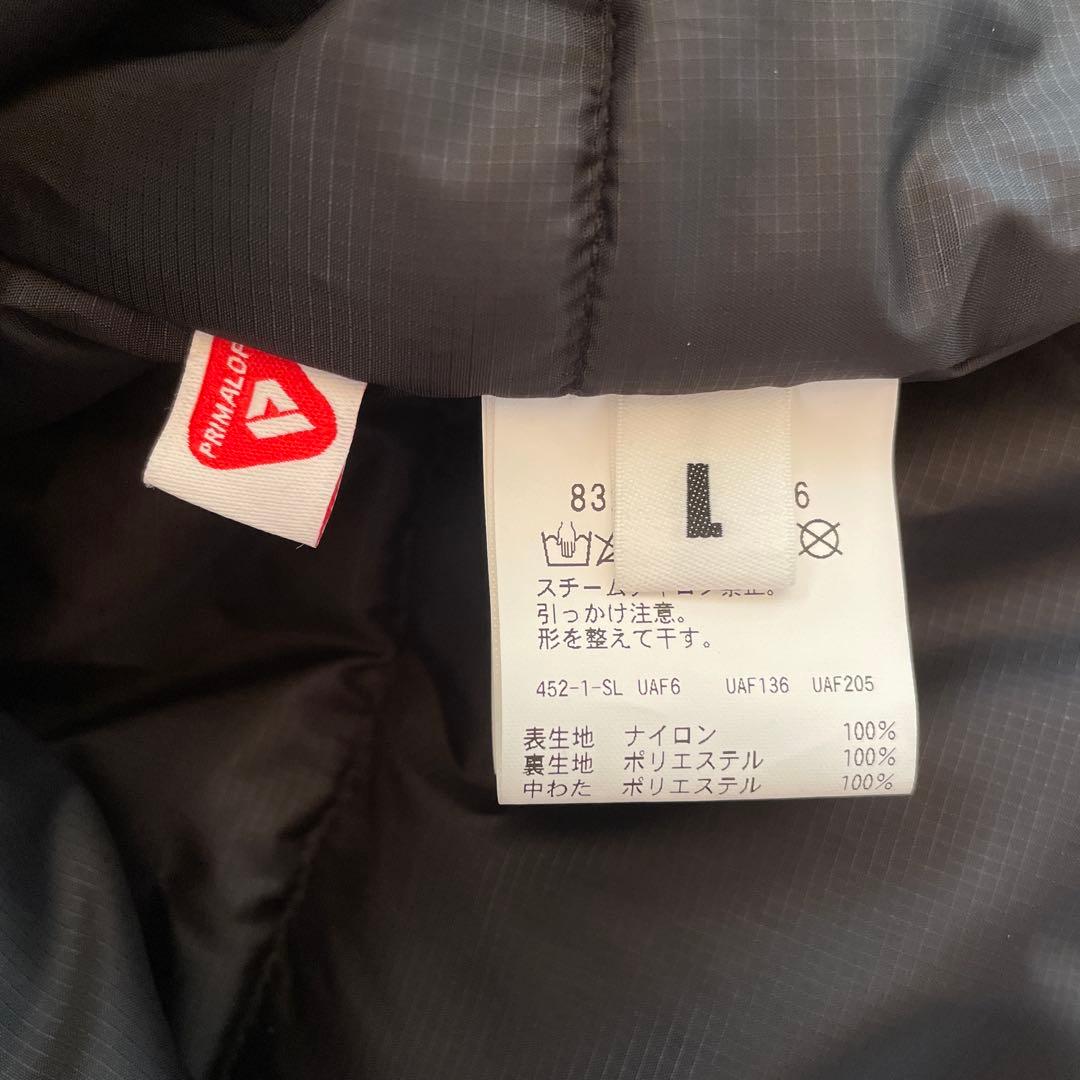 PRIMALOF
L
83 6
スチームアイロン禁止。
引っかけ注意。
形を整えて干す。
452-1-SL UAF6 UAF136 UAF205
表生地 ナイロン 100%
裏生地 ポリエステル 100%
中わた ポリエステル 100%